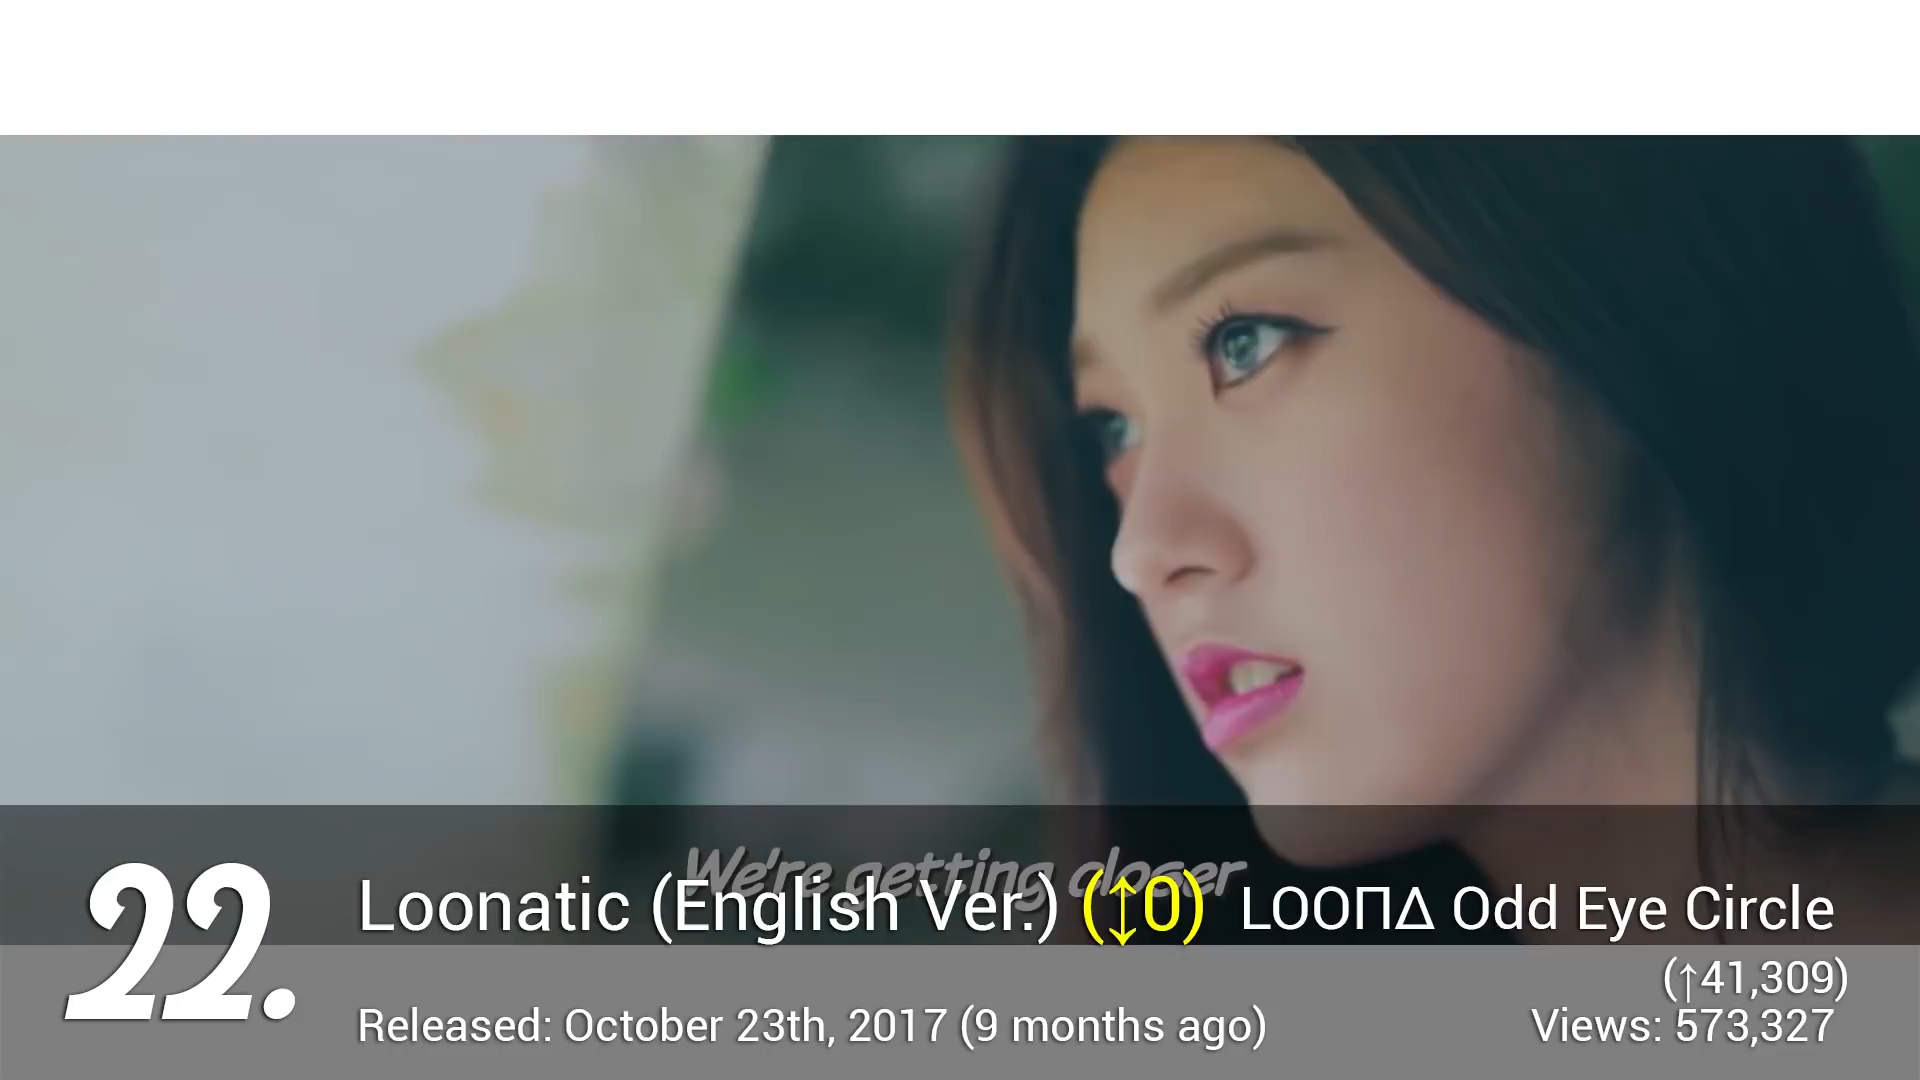 We're getting closer
22.
Loonatic (English Ver.) (↕0) LOOΠΔ Odd Eye Circle
(↑41,309)
Released: October 23th, 2017 (9 months ago)
Views: 573,327